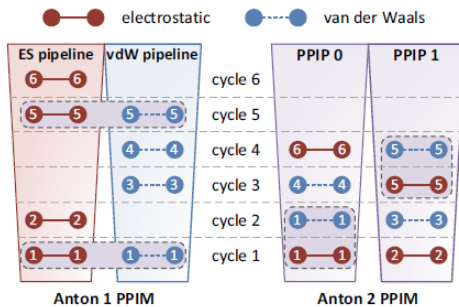 electrostatic van der Waals
ES pipeline vdW pipeline PPIP 0 PPIP 1
6 6 cycle 6
5 5 5 5 cycle 5
4 4 cycle 4 6 6 5 5
3 3 cycle 3 4 4 5 5
2 2 cycle 2 1 1 3 3
1 1 1 1 cycle 1 1 1 2 2
Anton 1 PPIM Anton 2 PPIM